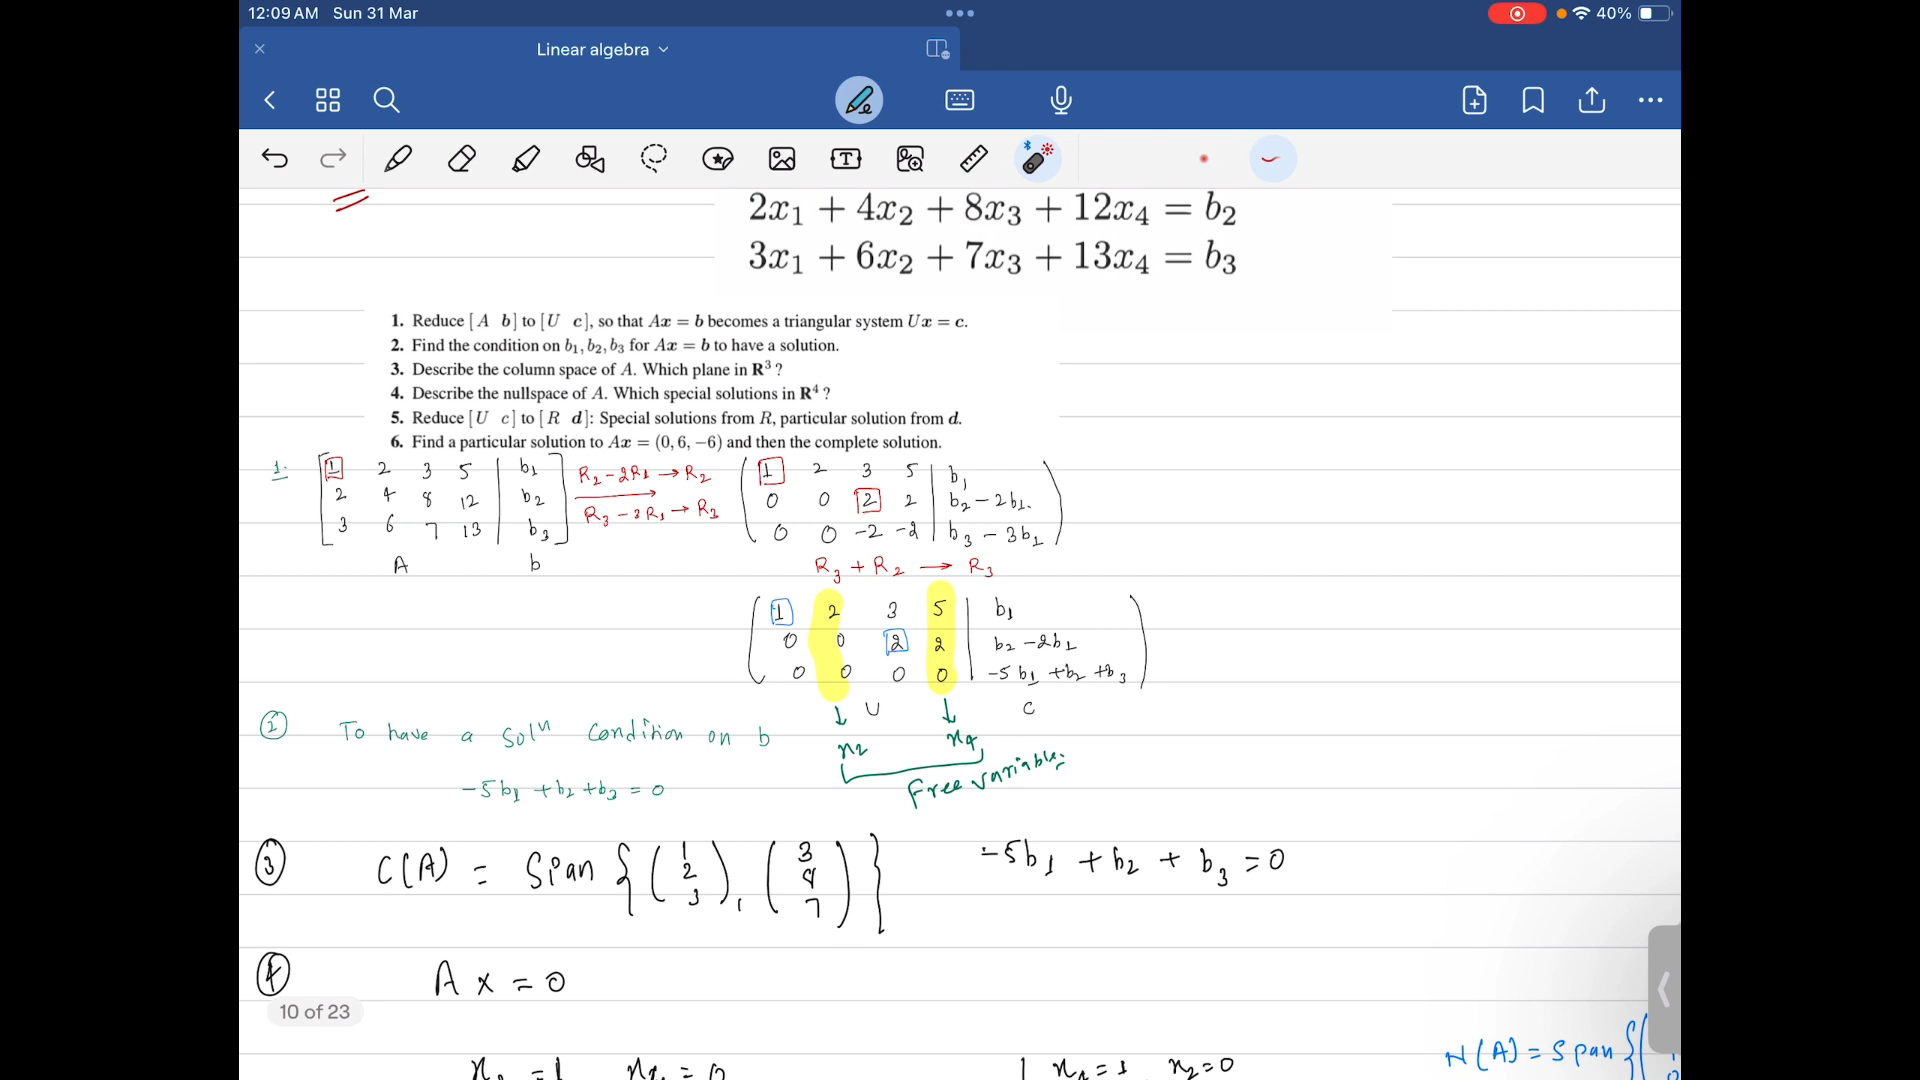 12:09 AM Sun 31 Mar
40%
Linear algebra
2x₁ + 4x₂ + 8x₃ + 12x₄ = b₂
3x₁ + 6x₂ + 7x₃ + 13x₄ = b₃
1. Reduce [A b] to [U c], so that Ax = b becomes a triangular system Ux = c.
2. Find the condition on b₁, b₂, b₃ for Ax = b to have a solution.
3. Describe the column space of A. Which plane in R³ ?
4. Describe the nullspace of A. Which special solutions in R⁴ ?
5. Reduce [U c] to [R d]: Special solutions from R, particular solution from d.
6. Find a particular solution to Ax = (0, 6, −6) and then the complete solution.
1. 1 2 3 5 | b₁ R₂ − 2R₁ → R₂ 1 2 3 5 | b₁
2 4 8 12 | b₂ R₃ − 3R₁ → R₃ 0 0 2 2 | b₂ − 2b₁.
3 6 7 13 | b₃ 0 0 −2 −2 | b₃ − 3b₁
A b R₃ + R₂ → R₃
1 2 3 5 | b₁
0 0 2 2 | b₂ − 2b₁
0 0 0 0 | −5b₁ + b₂ + b₃
U C
② To have a solⁿ Condition on b
x₂ x₄
Free variable:
−5b₁ + b₂ + b₃ = 0
③ C(A) = Span { (1 2 3), (3 8 7) } −5b₁ + b₂ + b₃ = 0
④ A x = 0
10 of 23
N(A) = Span {(
x₄ = 1 x₂ = 0